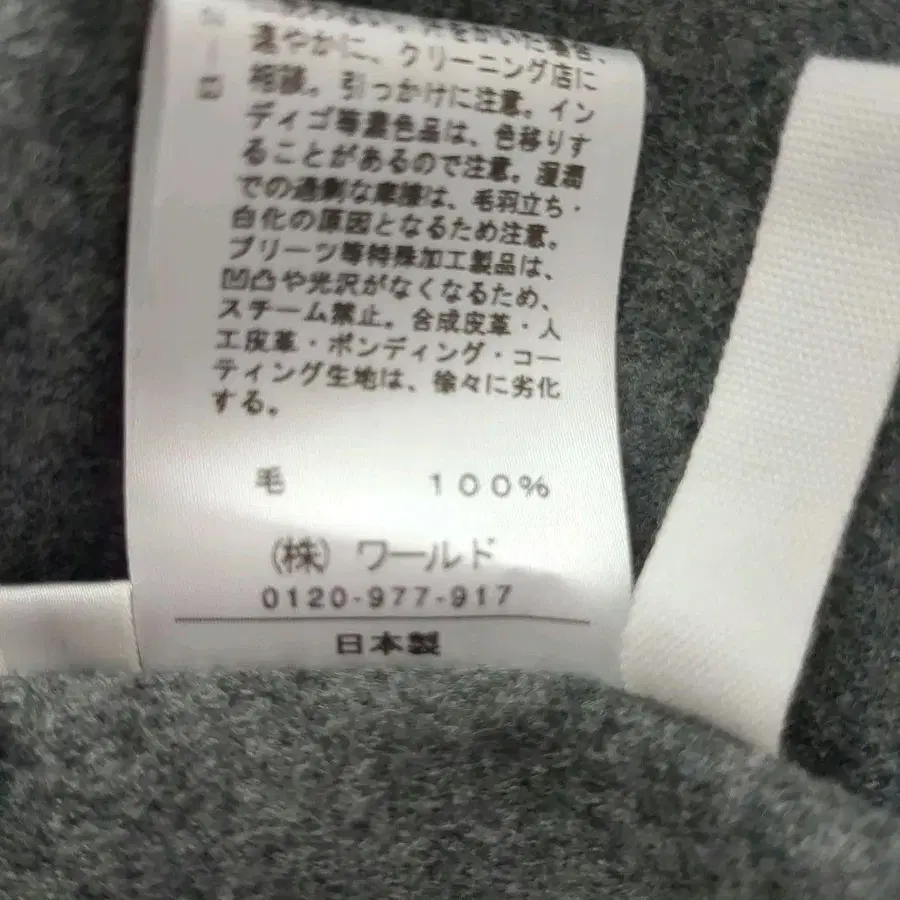 汗をかいた場合、
速やかに、クリーニング店に
相談。引っかけに注意。イン
ディゴ等濃色品は、色移りす
ることがあるので注意。湿潤
での過剰な摩擦は、毛羽立ち・
白化の原因となるため注意。
プリーツ等特殊加工製品は、
凹凸や光沢がなくなるため、
スチーム禁止。合成皮革・人
工皮革・ボンディング・コー
ティング生地は、徐々に劣化
する。
毛 100%
(株) ワールド
0120-977-917
日本製